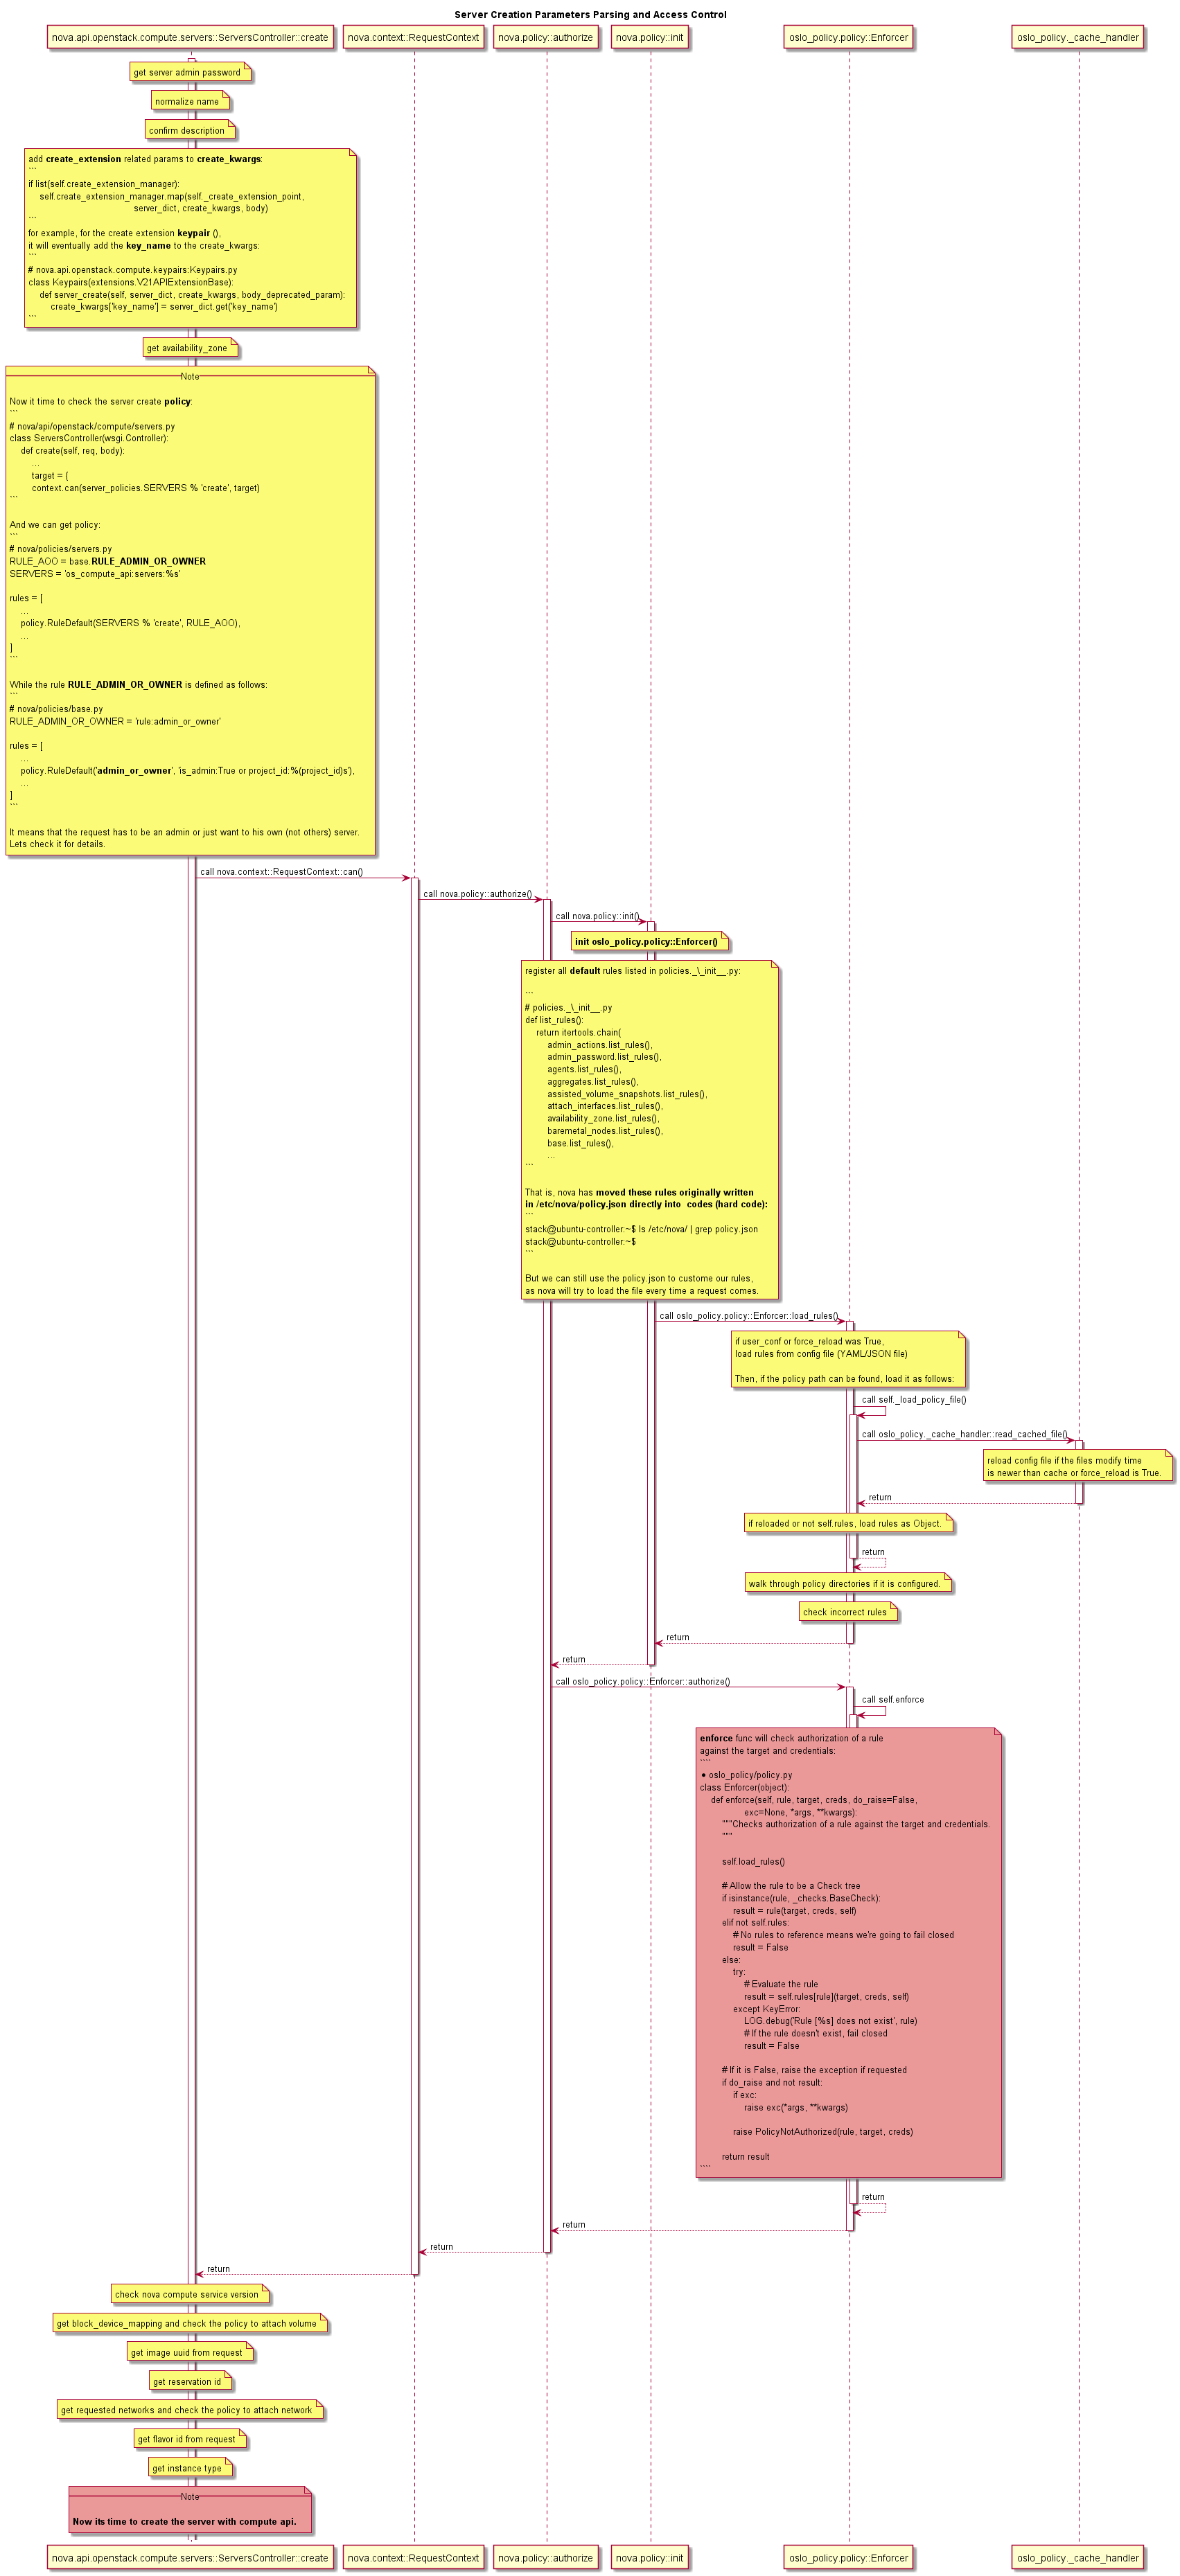 Server Creation Parameters Parsing and Access Control
nova.api.openstack.compute.servers::ServersController::create
nova.context::RequestContext
nova.policy::authorize
nova.policy::init
oslo_policy.policy::Enforcer
oslo_policy._cache_handler
get server admin password
normalize name
confirm description
add create_extension related params to create_kwargs:
```
if list(self.create_extension_manager):
self.create_extension_manager.map(self._create_extension_point,
server_dict, create_kwargs, body)
```
for example, for the create extension keypair (),
it will eventually add the key_name to the create_kwargs:
```
# nova.api.openstack.compute.keypairs:Keypairs.py
class Keypairs(extensions.V21APIExtensionBase):
def server_create(self, server_dict, create_kwargs, body_deprecated_param):
create_kwargs['key_name'] = server_dict.get('key_name')
```
get availability_zone
Note
Now it time to check the server create policy:
```
# nova/api/openstack/compute/servers.py
class ServersController(wsgi.Controller):
def create(self, req, body):
...
target = {
context.can(server_policies.SERVERS % 'create', target)
```
And we can get policy:
```
# nova/policies/servers.py
RULE_AOO = base.RULE_ADMIN_OR_OWNER
SERVERS = 'os_compute_api:servers:%s'
rules = [
...
policy.RuleDefault(SERVERS % 'create', RULE_AOO),
...
]
```
While the rule RULE_ADMIN_OR_OWNER is defined as follows:
```
# nova/policies/base.py
RULE_ADMIN_OR_OWNER = 'rule:admin_or_owner'
rules = [
...
policy.RuleDefault('admin_or_owner', 'is_admin:True or project_id:%(project_id)s'),
...
]
```
It means that the request has to be an admin or just want to his own (not others) server.
Lets check it for details.
call nova.context::RequestContext::can()
call nova.policy::authorize()
call nova.policy::init()
init oslo_policy.policy::Enforcer()
register all default rules listed in policies._\_init__.py:
```
# policies._\_init__.py
def list_rules():
return itertools.chain(
admin_actions.list_rules(),
admin_password.list_rules(),
agents.list_rules(),
aggregates.list_rules(),
assisted_volume_snapshots.list_rules(),
attach_interfaces.list_rules(),
availability_zone.list_rules(),
baremetal_nodes.list_rules(),
base.list_rules(),
...
```
That is, nova has moved these rules originally written
in /etc/nova/policy.json directly into  codes (hard code):
```
stack@ubuntu-controller:~$ ls /etc/nova/ | grep policy.json
stack@ubuntu-controller:~$
```
But we can still use the policy.json to custome our rules,
as nova will try to load the file every time a request comes.
call oslo_policy.policy::Enforcer::load_rules()
if user_conf or force_reload was True,
load rules from config file (YAML/JSON file)
Then, if the policy path can be found, load it as follows:
call self._load_policy_file()
call oslo_policy._cache_handler::read_cached_file()
reload config file if the files modify time
is newer than cache or force_reload is True.
return
if reloaded or not self.rules, load rules as Object.
return
walk through policy directories if it is configured.
check incorrect rules
return
return
call oslo_policy.policy::Enforcer::authorize()
call self.enforce
enforce func will check authorization of a rule
against the target and credentials:
````
• oslo_policy/policy.py
class Enforcer(object):
def enforce(self, rule, target, creds, do_raise=False,
exc=None, *args, **kwargs):
"""Checks authorization of a rule against the target and credentials.
"""
self.load_rules()
# Allow the rule to be a Check tree
if isinstance(rule, _checks.BaseCheck):
result = rule(target, creds, self)
elif not self.rules:
# No rules to reference means we're going to fail closed
result = False
else:
try:
# Evaluate the rule
result = self.rules[rule](target, creds, self)
except KeyError:
LOG.debug('Rule [%s] does not exist', rule)
# If the rule doesn't exist, fail closed
result = False
# If it is False, raise the exception if requested
if do_raise and not result:
if exc:
raise exc(*args, **kwargs)
raise PolicyNotAuthorized(rule, target, creds)
return result
````
return
return
return
return
check nova compute service version
get block_device_mapping and check the policy to attach volume
get image uuid from request
get reservation id
get requested networks and check the policy to attach network
get flavor id from request
get instance type
Note
Now its time to create the server with compute api.
nova.api.openstack.compute.servers::ServersController::create
nova.context::RequestContext
nova.policy::authorize
nova.policy::init
oslo_policy.policy::Enforcer
oslo_policy._cache_handler